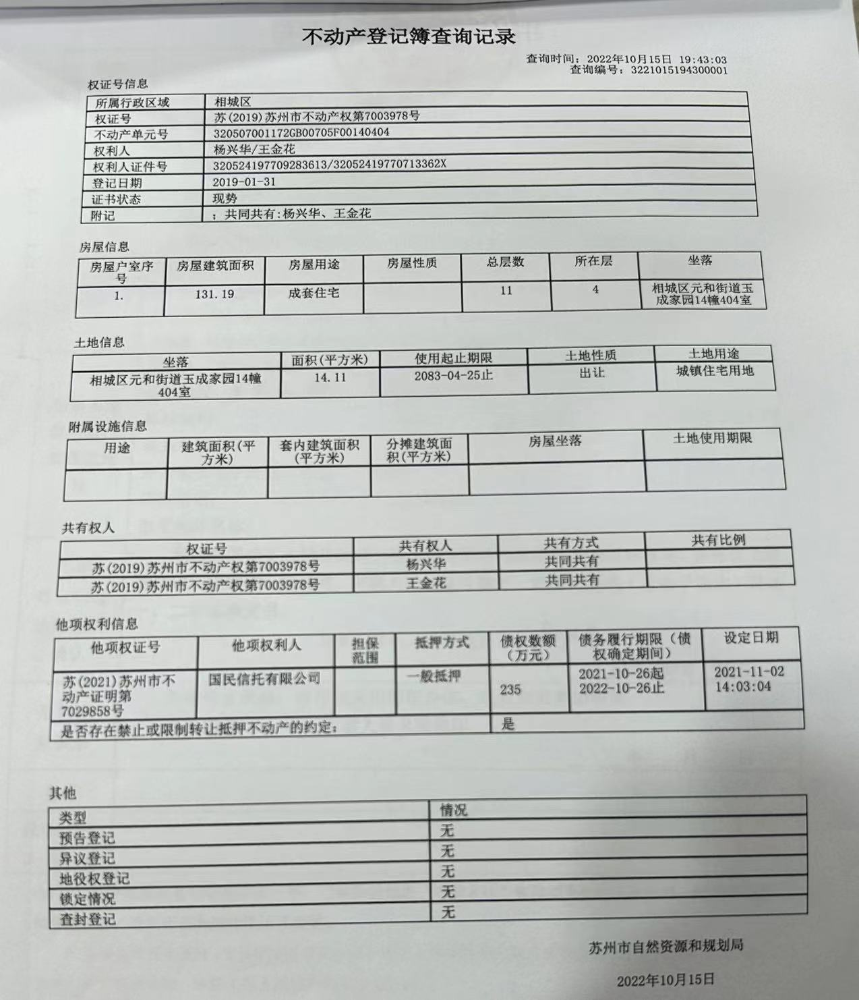 不动产登记簿查询记录
查询时间：2022年10月15日 19:43:03
查询编号：3221015194300001
权证号信息
所属行政区域 相城区
权证号 苏(2019)苏州市不动产权第7003978号
不动产单元号 320507001172GB00705F00140404
权利人 杨兴华/王金花
权利人证件号 320524197709283613/32052419770713362X
登记日期 2019-01-31
证书状态 现势
附记 ；共同共有:杨兴华、王金花
房屋信息
房屋户室序号 房屋建筑面积 房屋用途 房屋性质 总层数 所在层 坐落
1. 131.19 成套住宅 11 4 相城区元和街道玉成家园14幢404室
土地信息
坐落 面积(平方米) 使用起止期限 土地性质 土地用途
相城区元和街道玉成家园14幢404室 14.11 2083-04-25止 出让 城镇住宅用地
附属设施信息
用途 建筑面积(平方米) 套内建筑面积(平方米) 分摊建筑面积(平方米) 房屋坐落 土地使用期限
共有权人
权证号 共有权人 共有方式 共有比例
苏(2019)苏州市不动产权第7003978号 杨兴华 共同共有
苏(2019)苏州市不动产权第7003978号 王金花 共同共有
他项权利信息
他项权证号 他项权利人 担保范围 抵押方式 债权数额（万元） 债务履行期限（债权确定期间） 设定日期
苏(2021)苏州市不动产证明第7029858号 国民信托有限公司 一般抵押 235 2021-10-26起 2022-10-26止 2021-11-02 14:03:04
是否存在禁止或限制转让抵押不动产的约定: 是
其他
类型 情况
预告登记 无
异议登记 无
地役权登记 无
锁定情况 无
查封登记 无
苏州市自然资源和规划局
2022年10月15日